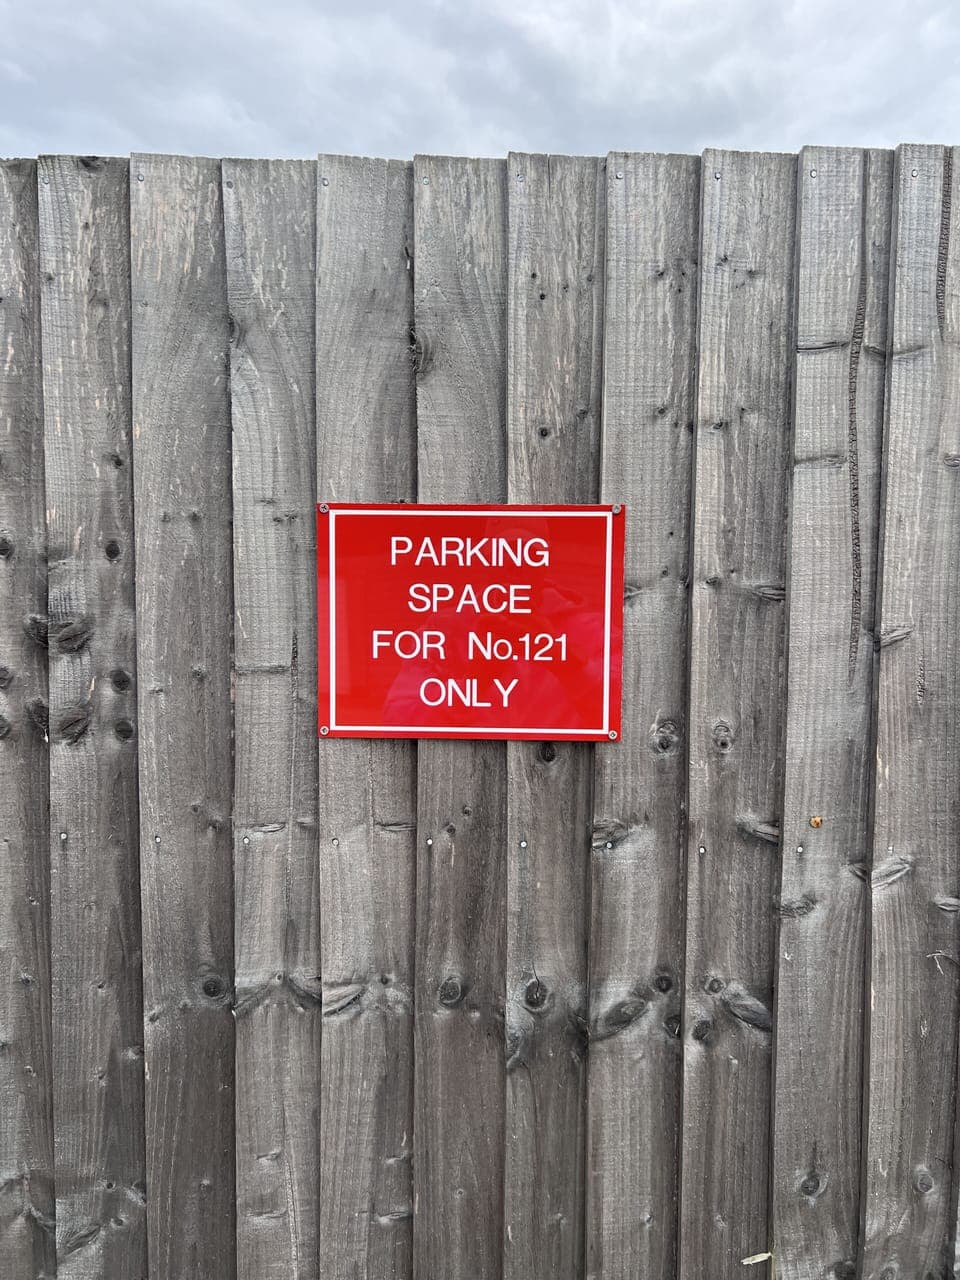 PARKING
SPACE
FOR No.121
ONLY